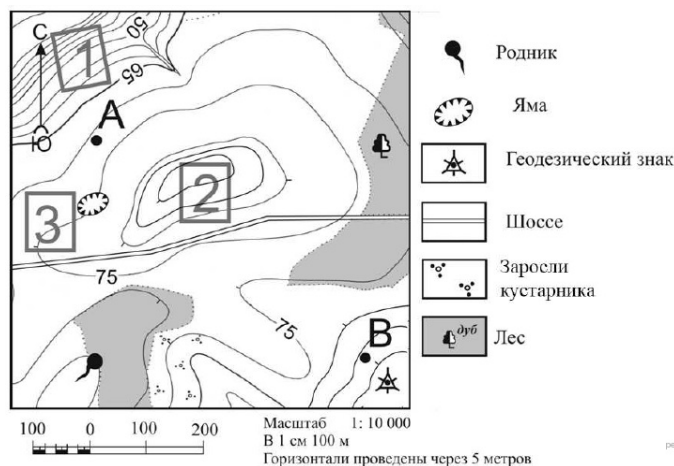 С
Ю
50
65
1
A
2
3
75
75
B
Родник
Яма
Геодезический знак
Шоссе
Заросли
кустарника
дуб
Лес
100 0 100 200
Масштаб 1: 10 000
В 1 см 100 м
Горизонтали проведены через 5 метров